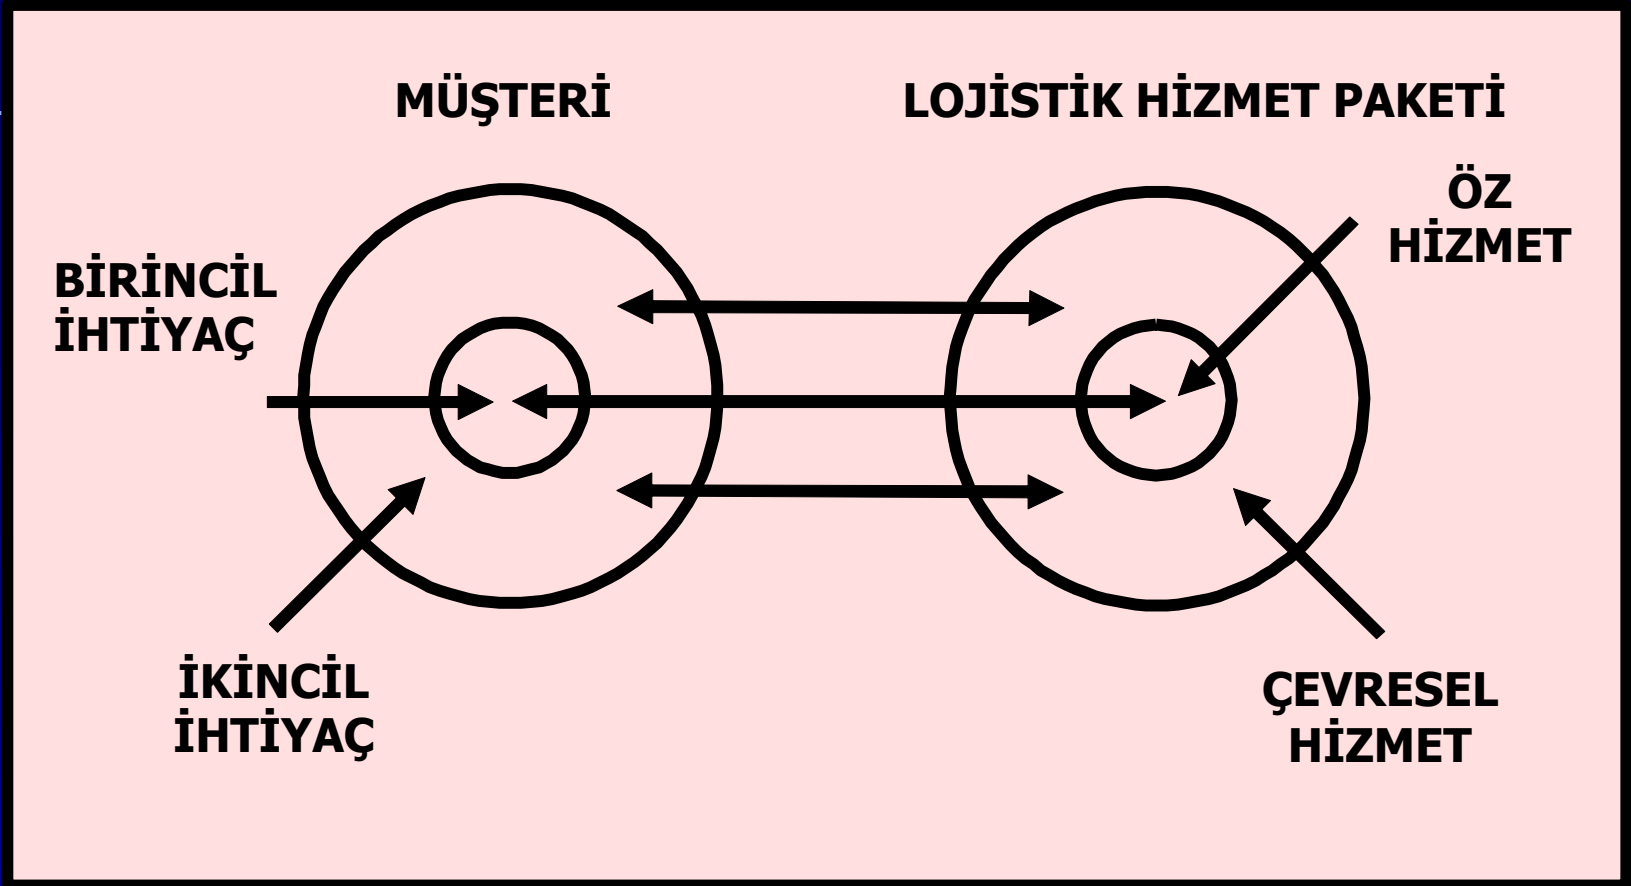 MÜŞTERİ
LOJİSTİK HİZMET PAKETİ
BİRİNCİL
İHTİYAÇ
ÖZ
HİZMET
İKİNCİL
İHTİYAÇ
ÇEVRESEL
HİZMET